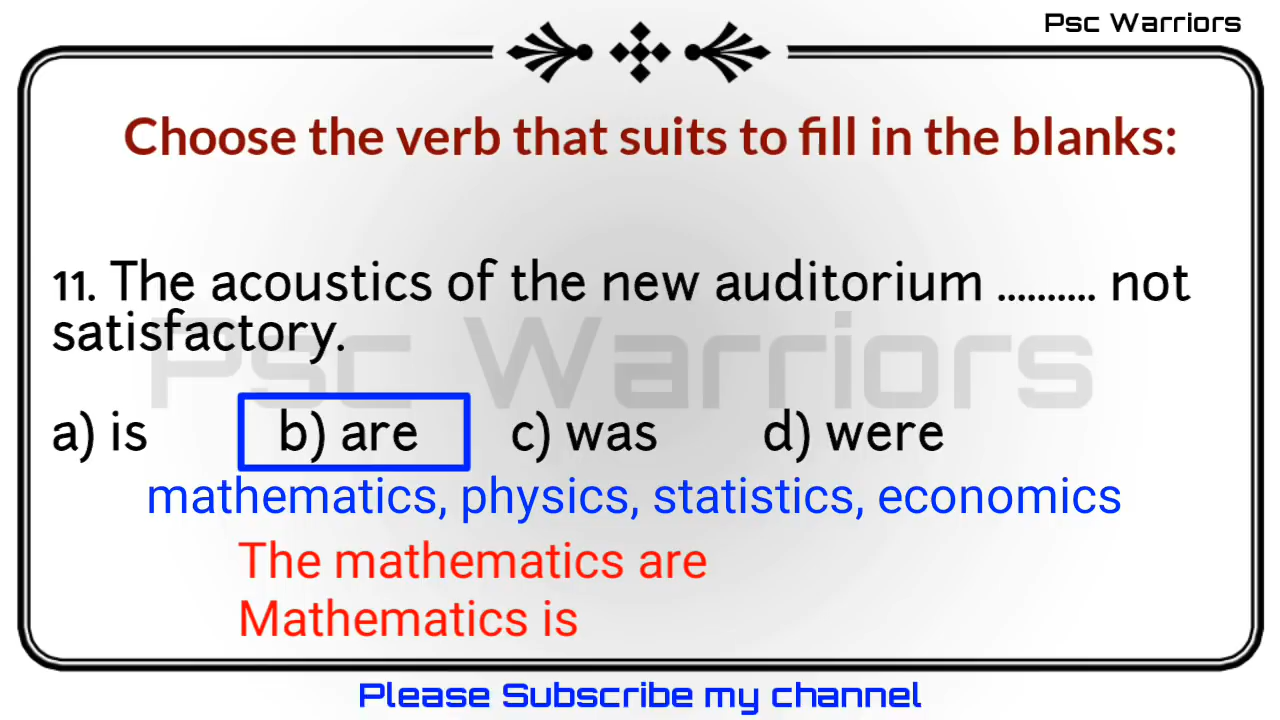 Psc Warriors
Choose the verb that suits to fill in the blanks:
11. The acoustics of the new auditorium .......... not
satisfactory.
Psc Warriors
a) is b) are c) was d) were
mathematics, physics, statistics, economics
The mathematics are
Mathematics is
Please Subscribe my channel